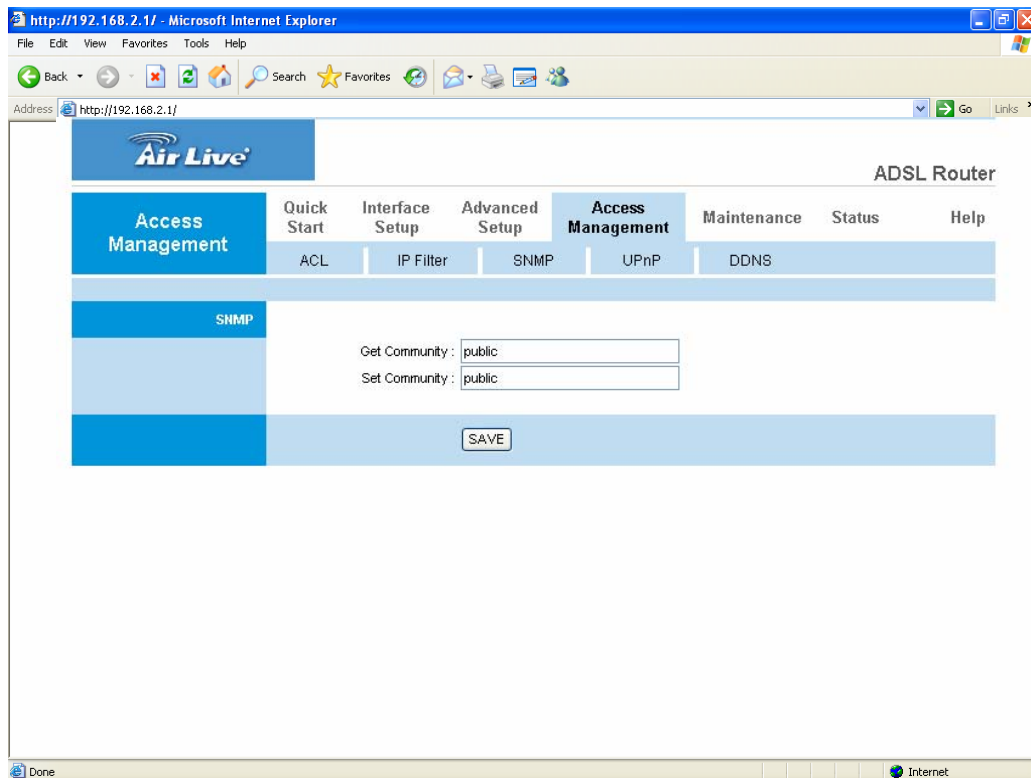 http://192.168.2.1/ - Microsoft Internet Explorer
File Edit View Favorites Tools Help
Back Search Favorites
Address http://192.168.2.1/ Go Links
Air Live
ADSL Router
Access Management
Quick Start
Interface Setup
Advanced Setup
Access Management
Maintenance
Status
Help
ACL IP Filter SNMP UPnP DDNS
SNMP
Get Community : public
Set Community : public
SAVE
Done Internet